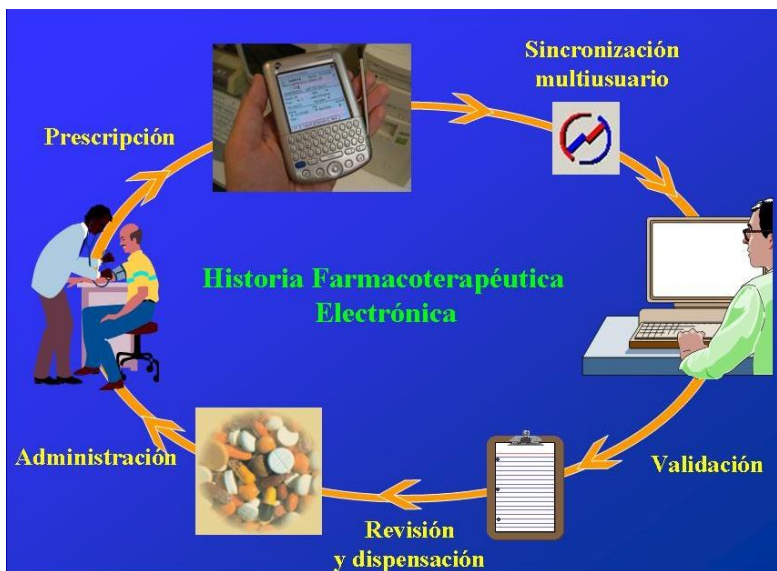 Sincronización
multiusuario
Prescripción
Historia Farmacoterapéutica
Electrónica
Administración
Validación
Revisión
y dispensación